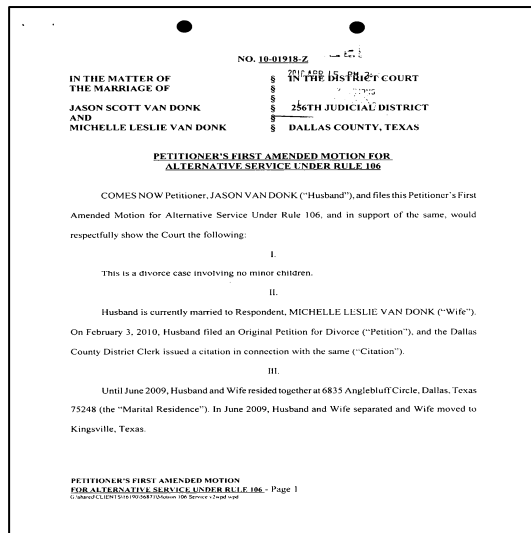 NO. 10-01918-Z
IN THE MATTER OF § IN THE DISTRICT COURT
THE MARRIAGE OF §
§
JASON SCOTT VAN DONK § 256TH JUDICIAL DISTRICT
AND §
MICHELLE LESLIE VAN DONK § DALLAS COUNTY, TEXAS
PETITIONER'S FIRST AMENDED MOTION FOR
ALTERNATIVE SERVICE UNDER RULE 106
COMES NOW Petitioner, JASON VAN DONK ("Husband"), and files this Petitioner's First
Amended Motion for Alternative Service Under Rule 106, and in support of the same, would
respectfully show the Court the following:
I.
This is a divorce case involving no minor children.
II.
Husband is currently married to Respondent, MICHELLE LESLIE VAN DONK ("Wife").
On February 3, 2010, Husband filed an Original Petition for Divorce ("Petition"), and the Dallas
County District Clerk issued a citation in connection with the same ("Citation").
III.
Until June 2009, Husband and Wife resided together at 6835 Anglebluff Circle, Dallas, Texas
75248 (the "Marital Residence"). In June 2009, Husband and Wife separated and Wife moved to
Kingsville, Texas.
PETITIONER'S FIRST AMENDED MOTION
FOR ALTERNATIVE SERVICE UNDER RULE 106 - Page 1